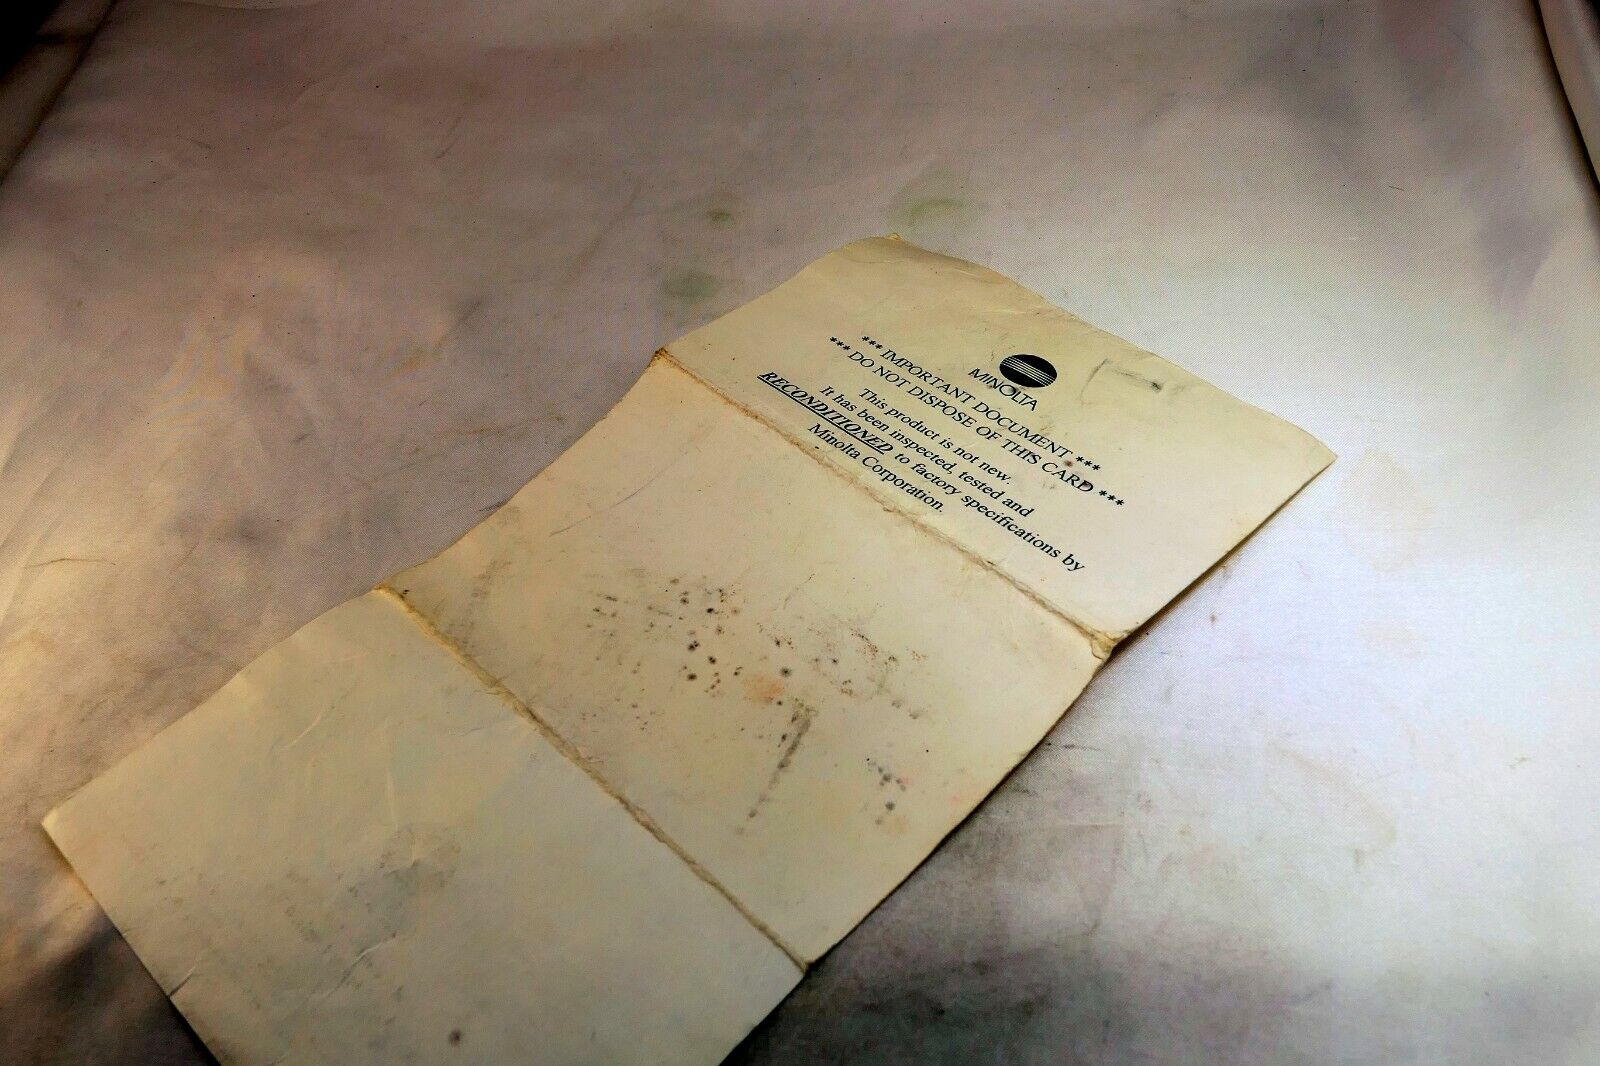 MINOLTA
*** IMPORTANT DOCUMENT ***
*** DO NOT DISPOSE OF THIS CARD ***
This product is not new.
It has been inspected, tested and
RECONDITIONED to factory specifications by
Minolta Corporation.